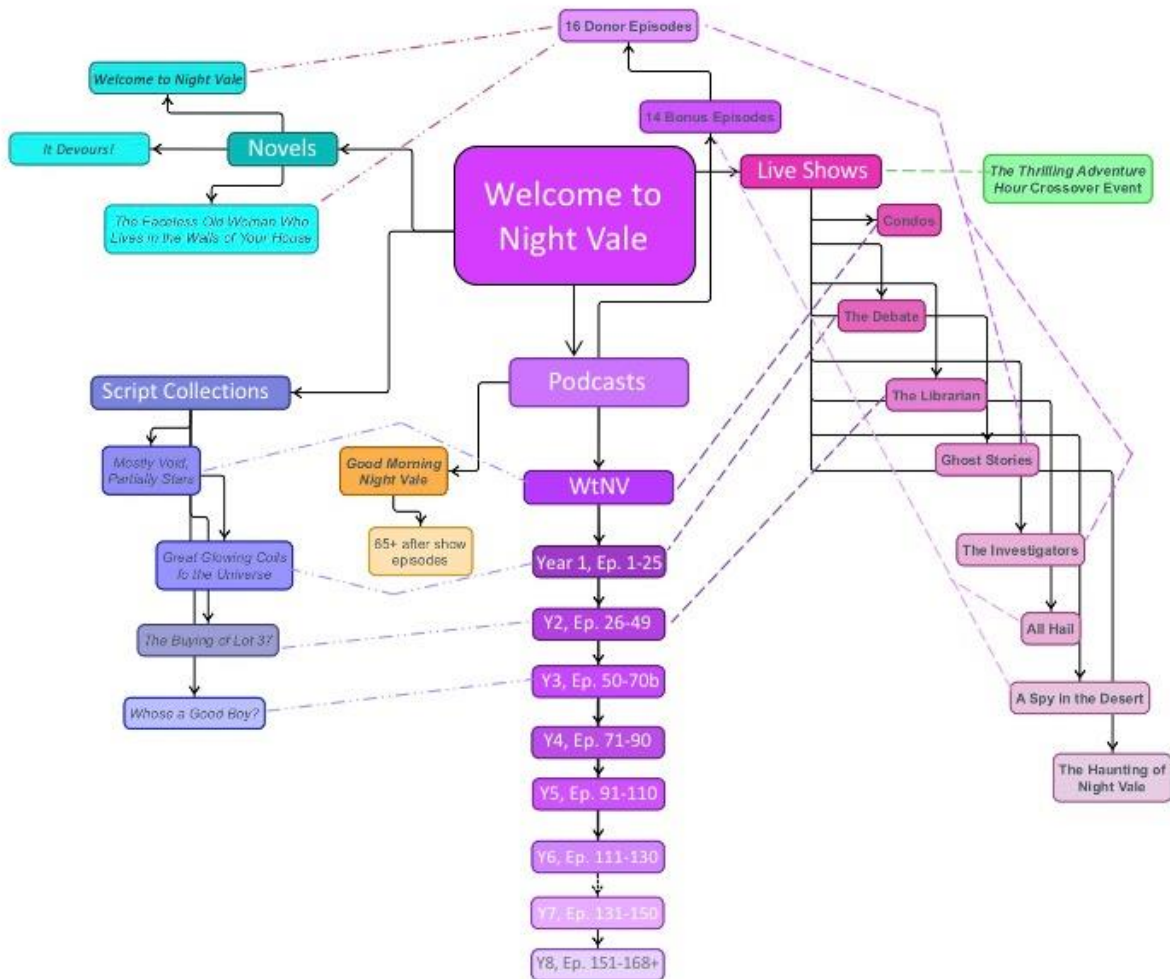 16 Donor Episodes
Welcome to Night Vale
14 Bonus Episodes
It Devours!
Novels
Welcome to
Night Vale
Live Shows
The Thrilling Adventure
Hour Crossover Event
The Faceless Old Woman Who
Lives in the Walls of Your House
Condos
The Debate
Podcasts
Script Collections
The Librarian
Mostly Void,
Partially Stars
Good Morning
Night Vale
WtNV
Ghost Stories
65+ after show
episodes
Great Glowing Coils
fo the Universe
Year 1, Ep. 1-25
The Investigators
The Buying of Lot 37
Y2, Ep. 26-49
All Hail
Whose a Good Boy?
Y3, Ep. 50-70b
A Spy in the Desert
Y4, Ep. 71-90
The Haunting of
Night Vale
Y5, Ep. 91-110
Y6, Ep. 111-130
Y7, Ep. 131-150
Y8, Ep. 151-168+